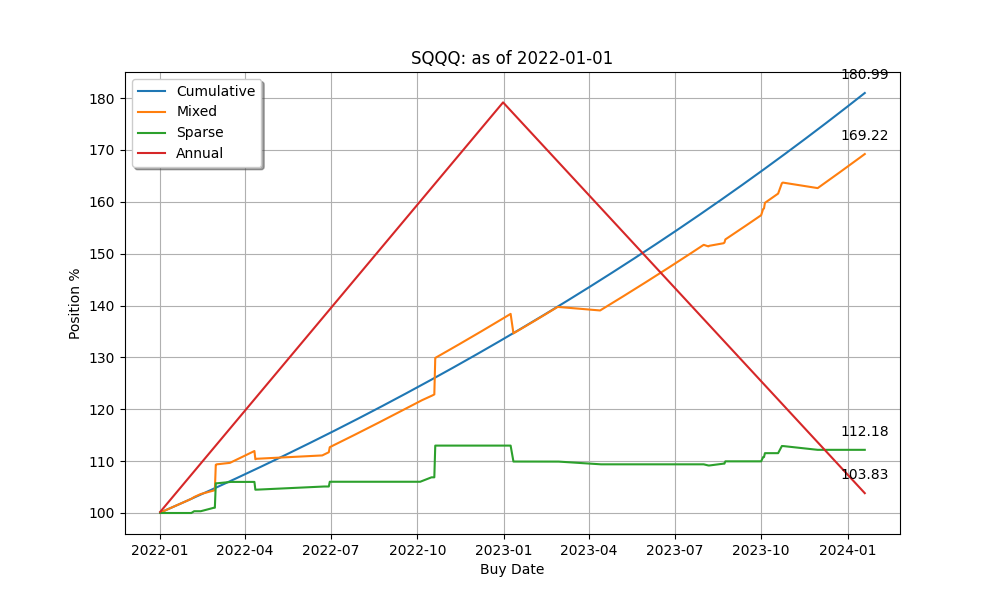 SQQQ: as of 2022-01-01
Cumulative
Mixed
Sparse
Annual
180.99
169.22
112.18
103.83
Position %
180
170
160
150
140
130
120
110
100
2022-01 2022-04 2022-07 2022-10 2023-01 2023-04 2023-07 2023-10 2024-01
Buy Date